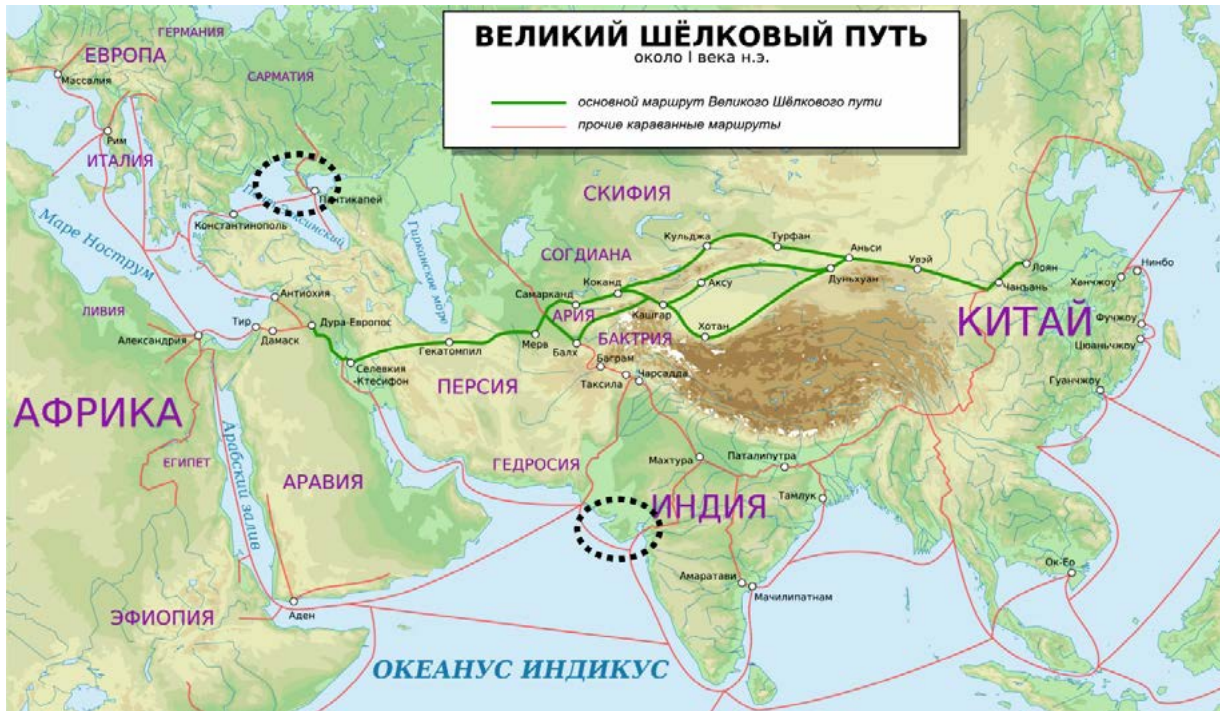 ВЕЛИКИЙ ШЁЛКОВЫЙ ПУТЬ
около I века н.э.
основной маршрут Великого Шёлкового пути
прочие караванные маршруты
ГЕРМАНИЯ
ЕВРОПА
Массалия
САРМАТИЯ
Рим
ИТАЛИЯ
Пантикапей
Константинополь
Маре Нострум
Гирканское море
СКИФИЯ
СОГДИАНА
Кульджа
Турфан
Аньси
Увэй
Дуньхуан
Лоян
Чанъань
Нинбо
Ханчжоу
Коканд
Аксу
Самарканд
Кашгар
АРИЯ
Хотан
БАКТРИЯ
КИТАЙ
Фучжоу
Цюаньчжоу
Гуанчжоу
Антиохия
ЛИВИЯ
Тир
Дура-Европос
Александрия
Дамаск
Селевкия
-Ктесифон
Гекатомпил
Мерв
Балх
Баграм
Таксила
Чарсадда
ПЕРСИЯ
АФРИКА
ЕГИПЕТ
Арабский залив
АРАВИЯ
ГЕДРОСИЯ
Махтура
Паталипутра
ИНДИЯ
Тамлук
Амаратави
Мачилипатнам
Ок-Ео
ЭФИОПИЯ
Аден
ОКЕАНУС ИНДИКУС